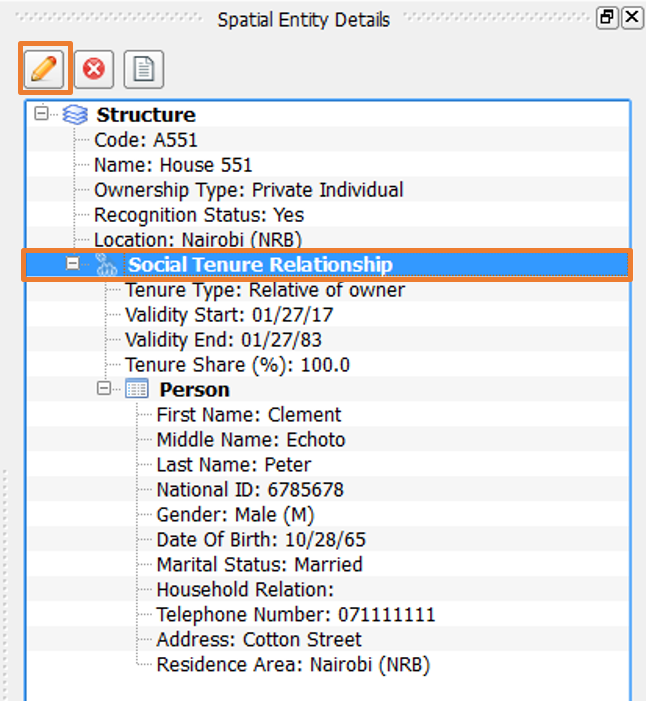 Spatial Entity Details
Structure
Code: A551
Name: House 551
Ownership Type: Private Individual
Recognition Status: Yes
Location: Nairobi (NRB)
Social Tenure Relationship
Tenure Type: Relative of owner
Validity Start: 01/27/17
Validity End: 01/27/83
Tenure Share (%): 100.0
Person
First Name: Clement
Middle Name: Echoto
Last Name: Peter
National ID: 6785678
Gender: Male (M)
Date Of Birth: 10/28/65
Marital Status: Married
Household Relation:
Telephone Number: 071111111
Address: Cotton Street
Residence Area: Nairobi (NRB)